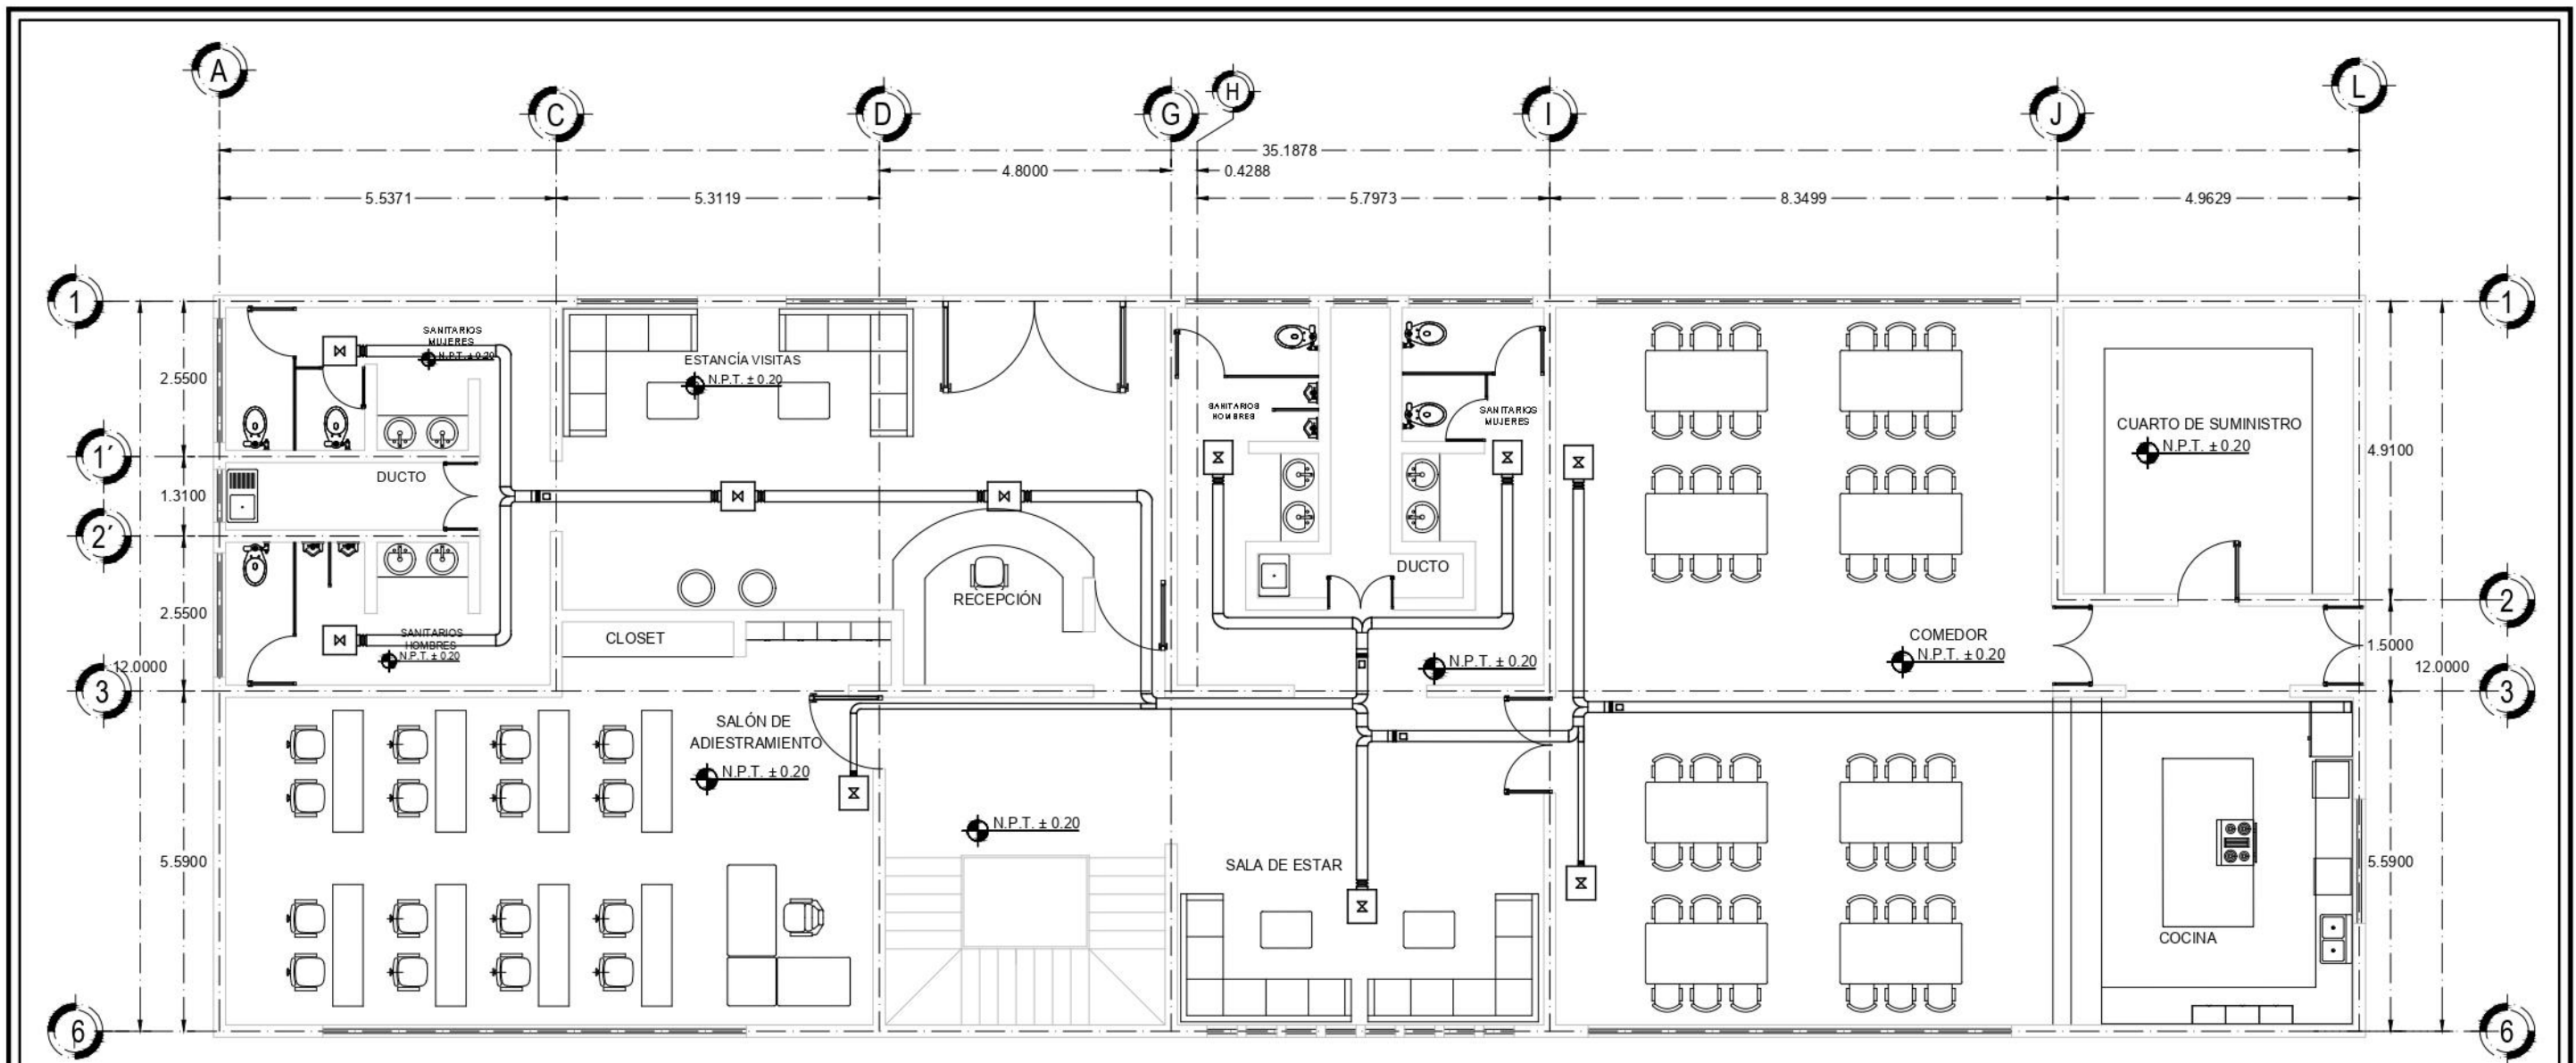 A
C
D
G
H
I
J
L
35.1878
4.8000
0.4288
5.5371
5.3119
5.7973
8.3499
4.9629
1
1
2.5500
SANITARIOS
MUJERES
N.P.T. ± 0.20
ESTANCÍA VISITAS
N.P.T. ± 0.20
SANITARIOS
HOMBRES
SANITARIOS
MUJERES
CUARTO DE SUMINISTRO
N.P.T. ± 0.20
4.9100
1´
DUCTO
1.3100
2´
DUCTO
RECEPCIÓN
2
2.5500
SANITARIOS
HOMBRES
N.P.T. ± 0.20
CLOSET
N.P.T. ± 0.20
COMEDOR
N.P.T. ± 0.20
1.5000
12.0000
12.0000
3
3
SALÓN DE
ADIESTRAMIENTO
N.P.T. ± 0.20
N.P.T. ± 0.20
5.5900
SALA DE ESTAR
5.5900
COCINA
6
6